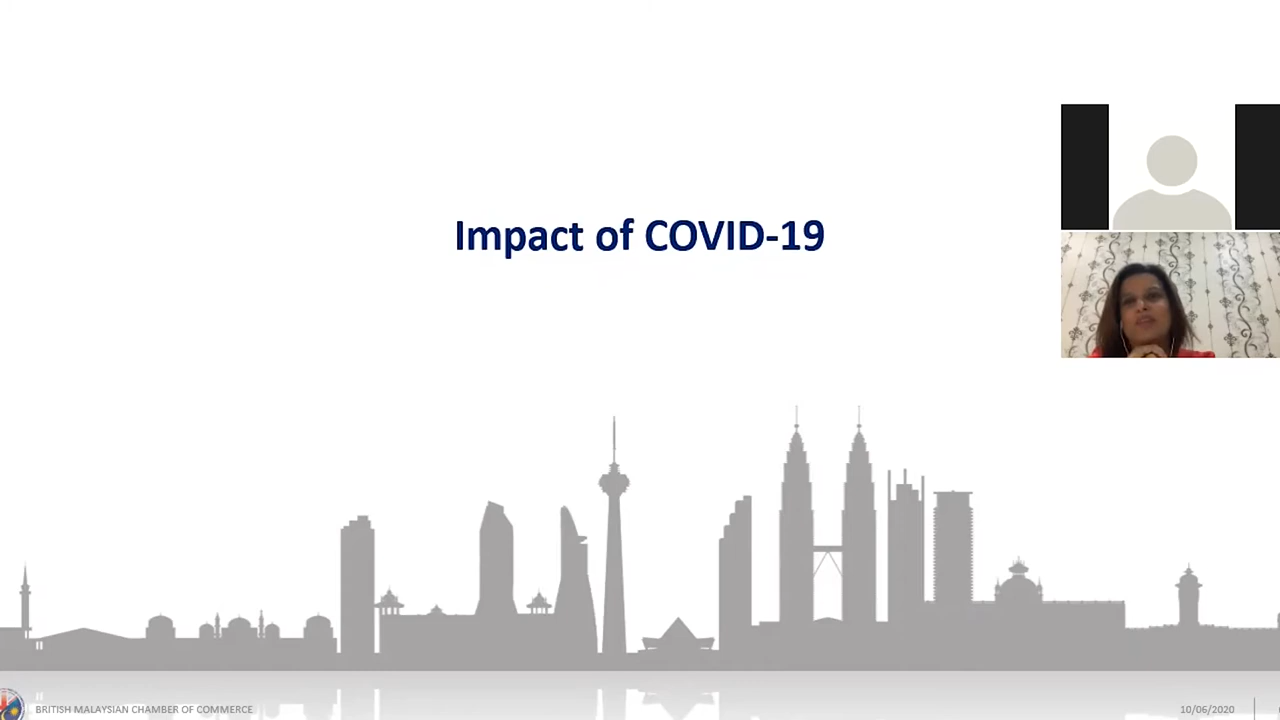 Impact of COVID-19
BRITISH MALAYSIAN CHAMBER OF COMMERCE
10/06/2020